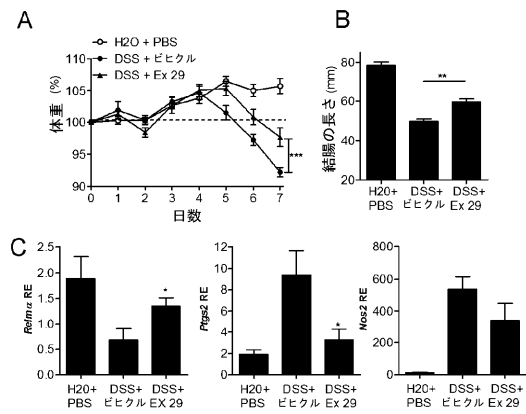 A
H2O + PBS
DSS + ビヒクル
DSS + Ex 29
体重 (%)
110
105
100
95
90
***
0 1 2 3 4 5 6 7
日数
B
結腸の長さ (mm)
80
60
40
20
**
H20+ PBS
DSS+ ビヒクル
DSS+ Ex 29
C
Relmα RE
2.5
2.0
1.5
1.0
0.5
0.0
*
H20+ PBS
DSS+ ビヒクル
DSS+ EX 29
Ptgs2 RE
12
10
8
6
4
2
0
*
H20+ PBS
DSS+ ビヒクル
DSS+ Ex 29
Nos2 RE
800
600
400
200
0
H20+ PBS
DSS+ ビヒクル
DSS+ Ex 29